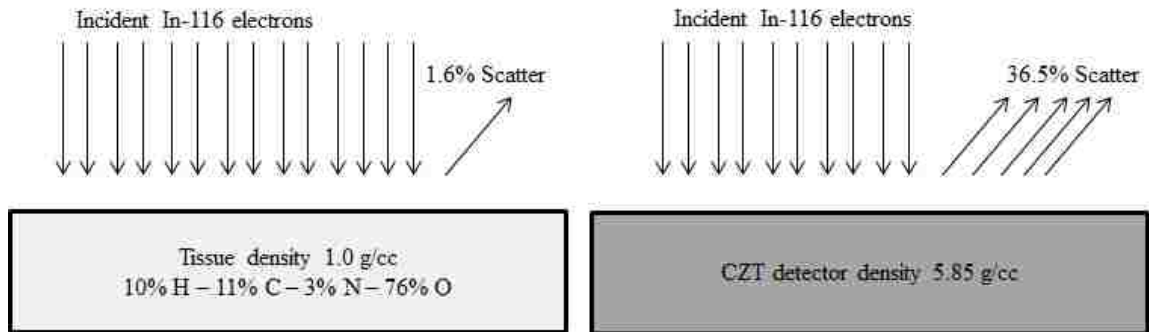 Incident In-116 electrons
1.6% Scatter
Tissue density 1.0 g/cc
10% H – 11% C – 3% N – 76% O
Incident In-116 electrons
36.5% Scatter
CZT detector density 5.85 g/cc